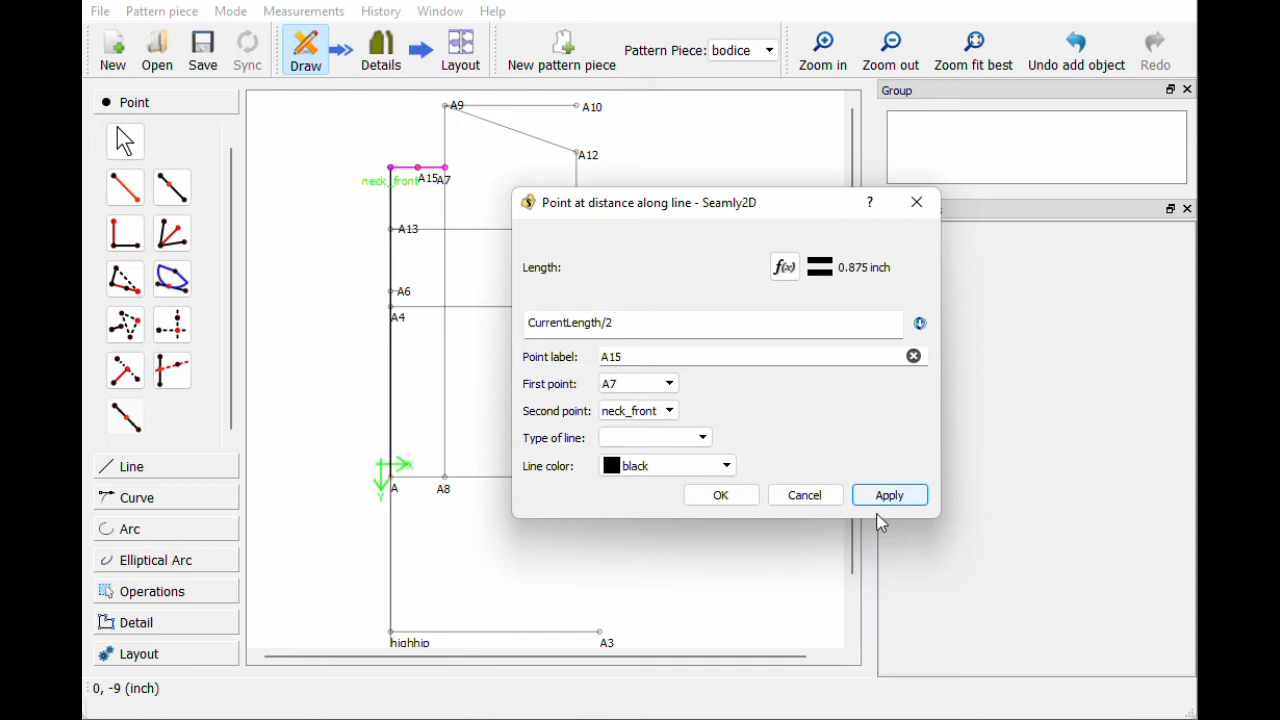 File Pattern piece Mode Measurements History Window Help
New Open Save Sync Draw Details Layout New pattern piece Pattern Piece: bodice Zoom in Zoom out Zoom fit best Undo add object Redo
Point
Line
Curve
Arc
Elliptical Arc
Operations
Detail
Layout
A9 A10
A12
neck_front A15 A7
A13
A6
A4
X
Y
A A8
highhip A3
Group
Point at distance along line - Seamly2D ?
Length: f(x) 0.875 inch
CurrentLength/2
Point label: A15
First point: A7
Second point: neck_front
Type of line:
Line color: black
OK Cancel Apply
0, -9 (inch)